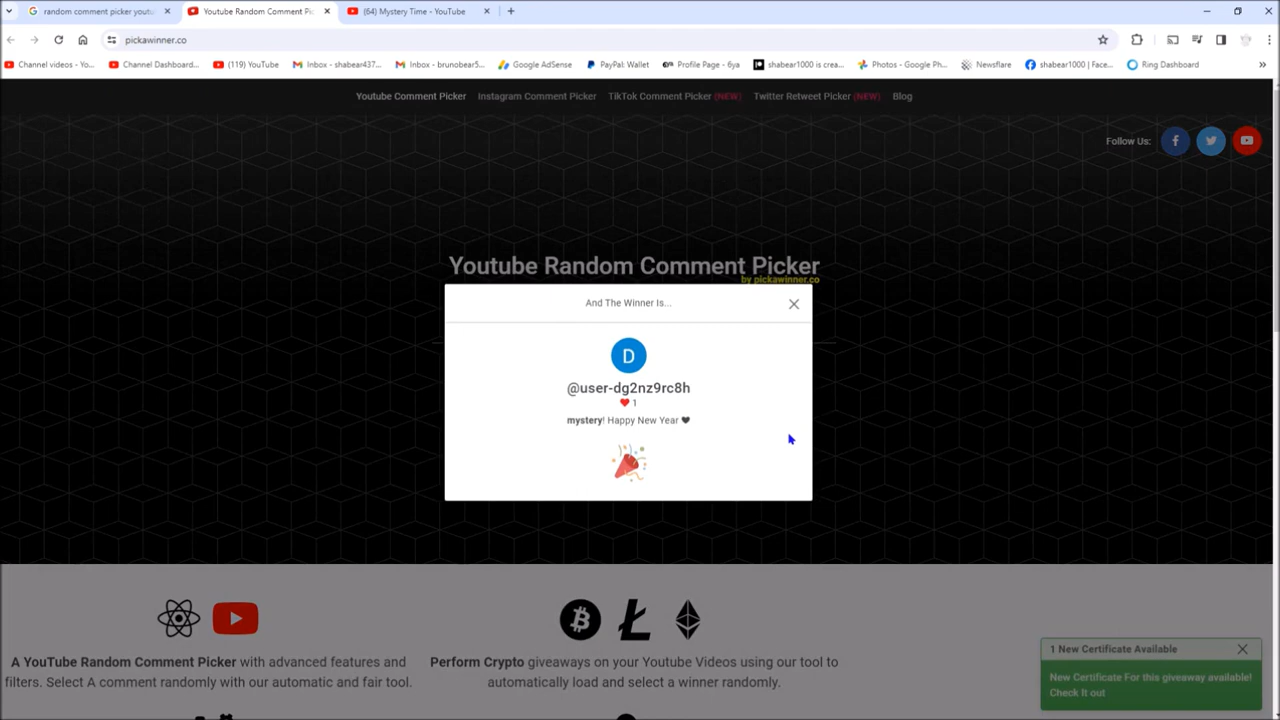 random comment picker youtu
Youtube Random Comment Pic
(64) Mystery Time - YouTube
pickawinner.co
Channel videos - Yo...
Channel Dashboard...
(119) YouTube
Inbox - shabear437...
Inbox - brunobear5...
Google AdSense
PayPal: Wallet
Profile Page - 6ya
shabear1000 is crea...
Photos - Google Ph...
Newsflare
shabear1000 | Face...
Ring Dashboard
Youtube Comment Picker
Instagram Comment Picker
TikTok Comment Picker (NEW)
Twitter Retweet Picker (NEW)
Blog
Follow Us:
Youtube Random Comment Picker
by pickawinner.co
And The Winner Is...
D
@user-dg2nz9rc8h
❤ 1
mystery! Happy New Year 🖤
A YouTube Random Comment Picker with advanced features and
filters. Select A comment randomly with our automatic and fair tool.
Perform Crypto giveaways on your Youtube Videos using our tool to
automatically load and select a winner randomly.
1 New Certificate Available
New Certificate For this giveaway available!
Check It out